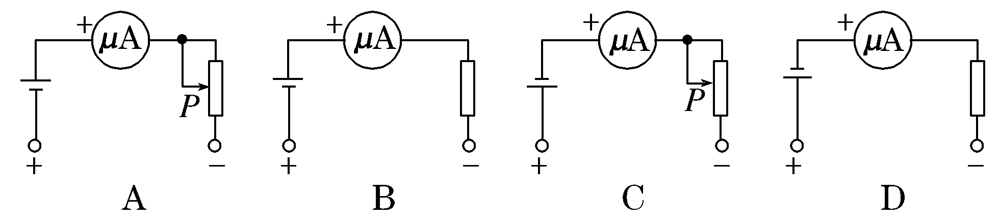 + μA + μA + μA + μA
P P
+ − + − + − + −
A B C D